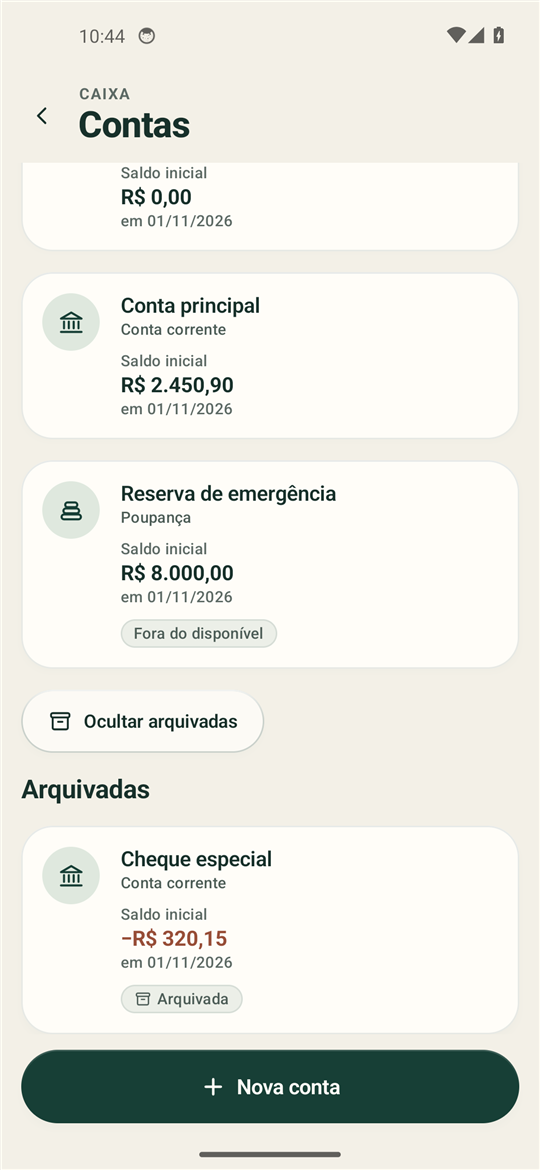 10:44
CAIXA
Contas
Saldo inicial
R$ 0,00
em 01/11/2026
Conta principal
Conta corrente
Saldo inicial
R$ 2.450,90
em 01/11/2026
Reserva de emergência
Poupança
Saldo inicial
R$ 8.000,00
em 01/11/2026
Fora do disponível
Ocultar arquivadas
Arquivadas
Cheque especial
Conta corrente
Saldo inicial
−R$ 320,15
em 01/11/2026
Arquivada
Nova conta